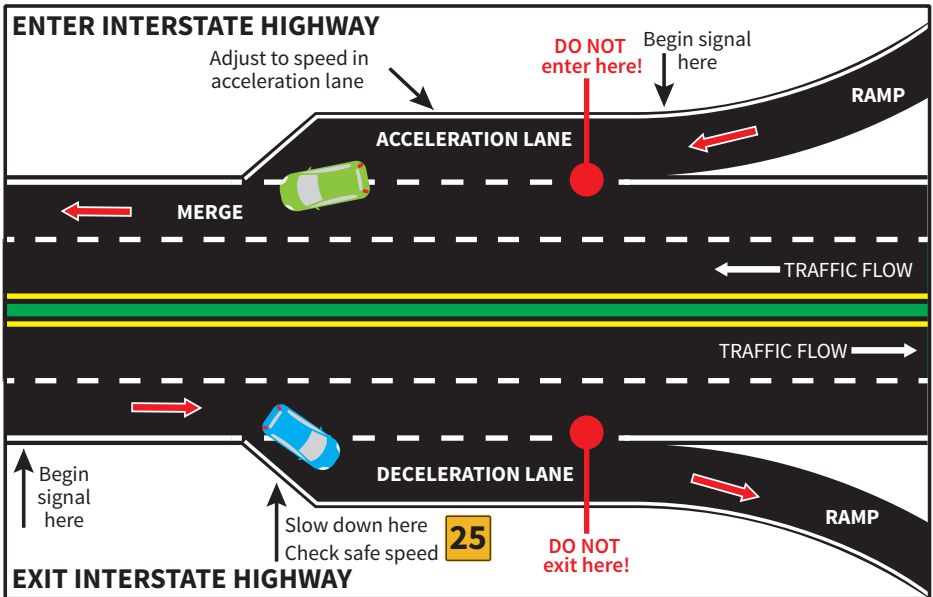 ENTER INTERSTATE HIGHWAY
Adjust to speed in
acceleration lane
DO NOT
enter here!
Begin signal
here
RAMP
ACCELERATION LANE
MERGE
TRAFFIC FLOW
TRAFFIC FLOW
DECELERATION LANE
Begin
signal
here
Slow down here
Check safe speed
25
DO NOT
exit here!
RAMP
EXIT INTERSTATE HIGHWAY